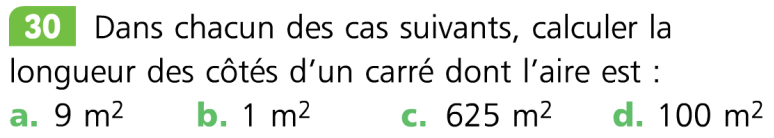 30 Dans chacun des cas suivants, calculer la
longueur des côtés d'un carré dont l'aire est :
a. 9 m² b. 1 m² c. 625 m² d. 100 m²